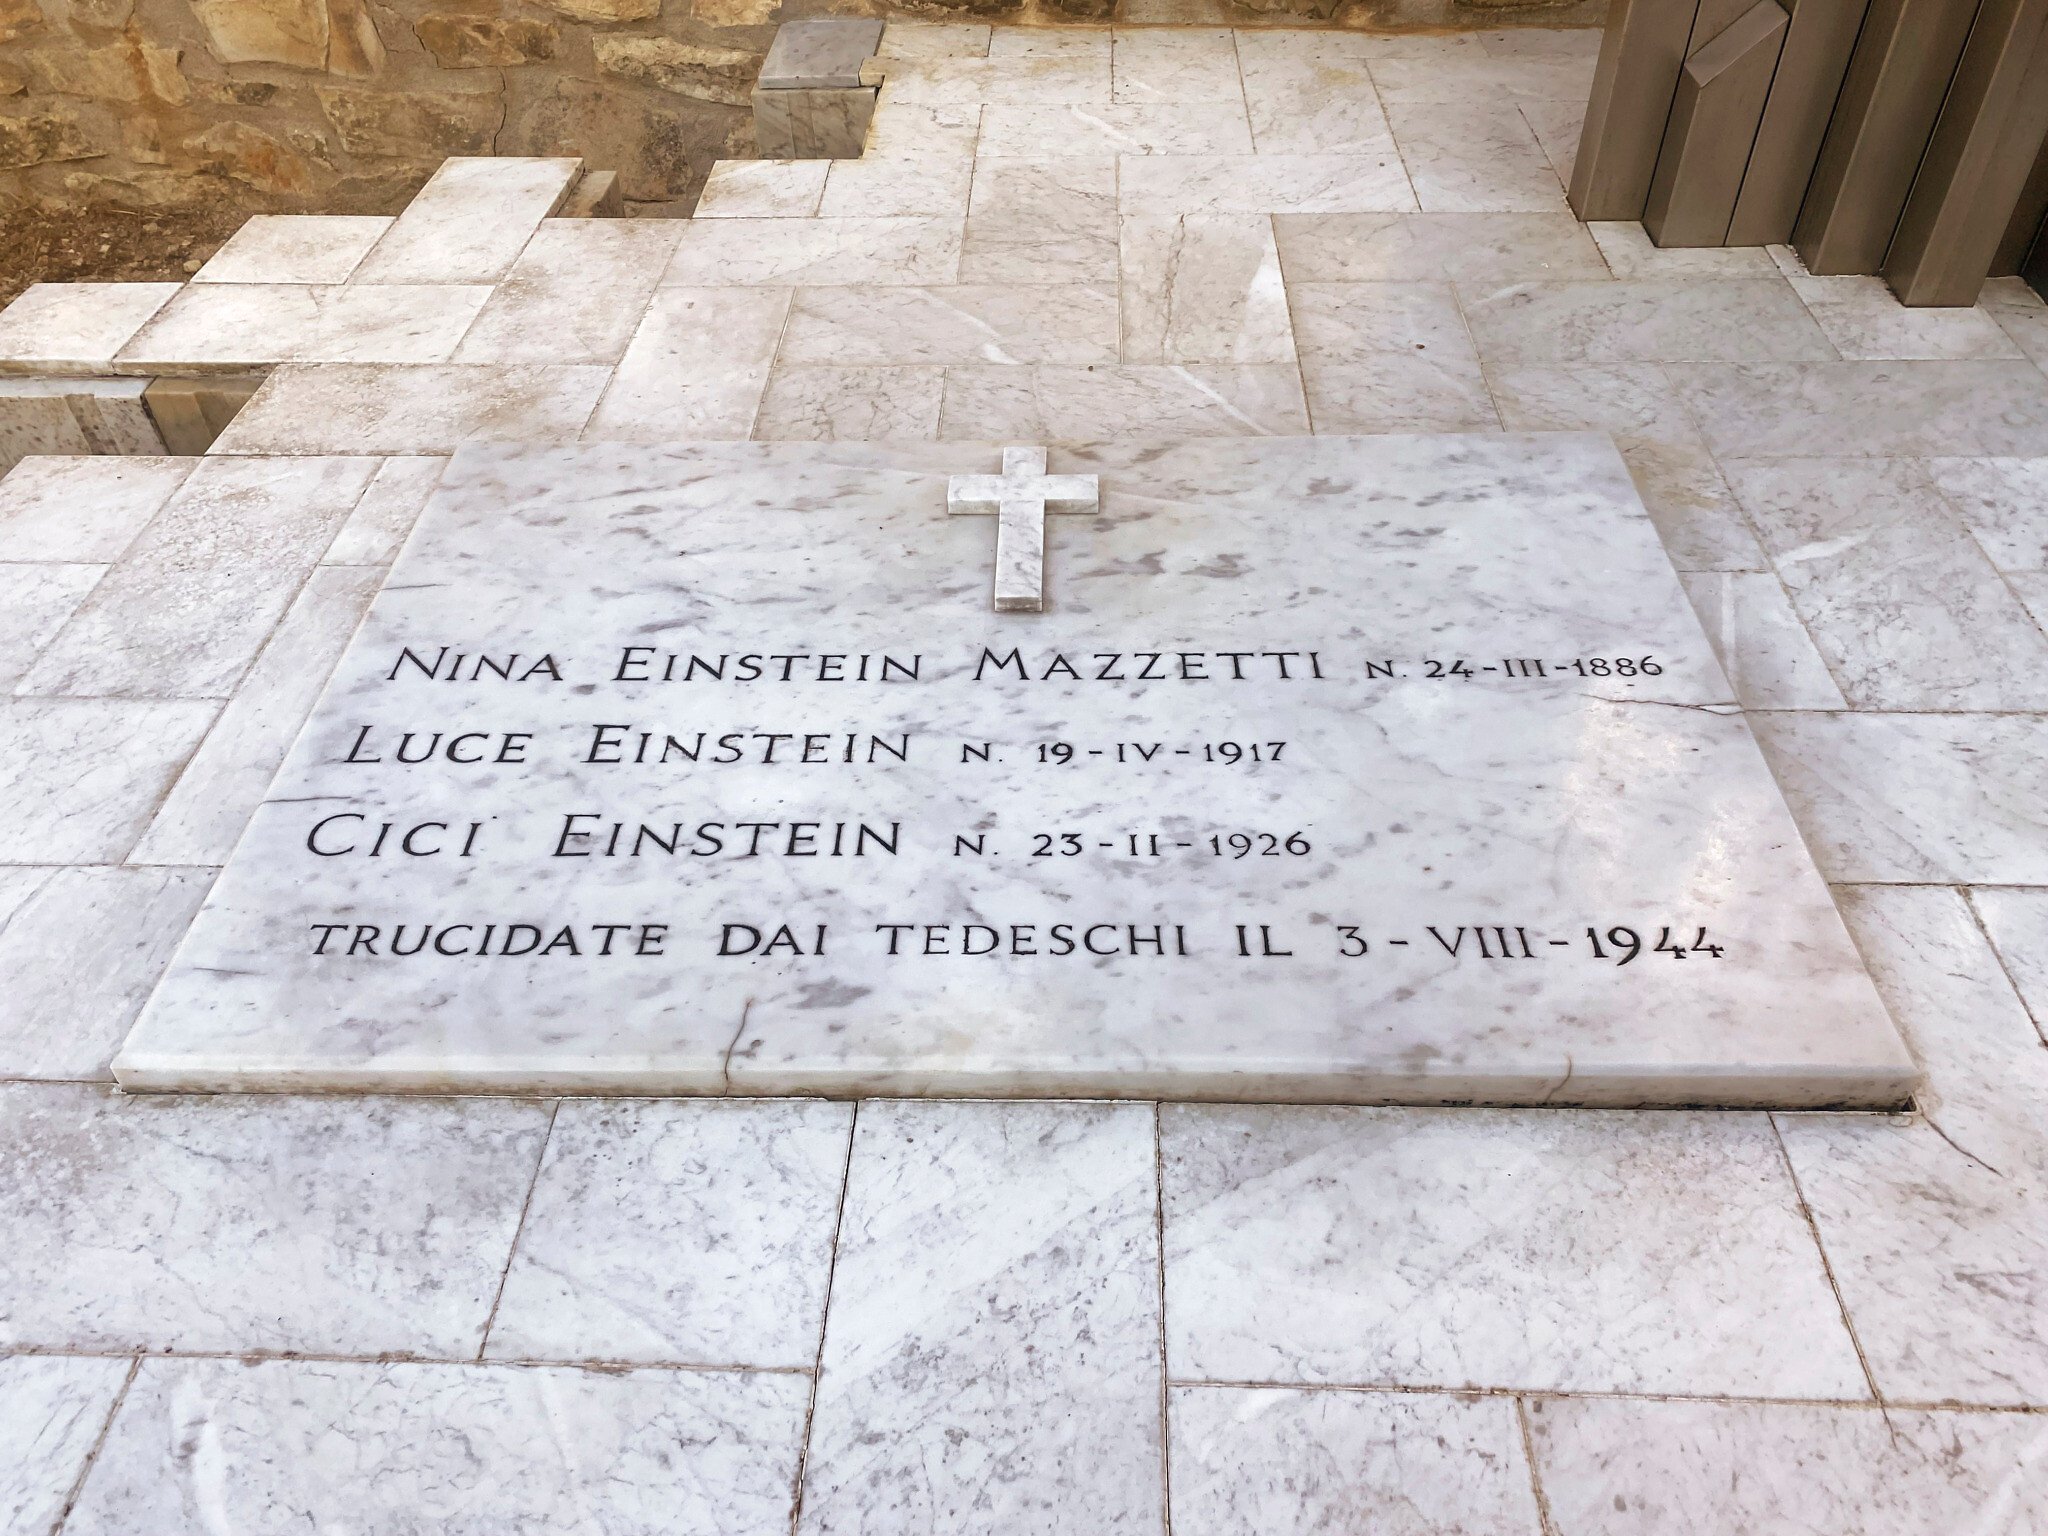 NINA EINSTEIN MAZZETTI N. 24-III-1886
LUCE EINSTEIN N. 19-IV-1917
CICI EINSTEIN N. 23-II-1926
TRUCIDATE DAI TEDESCHI IL 3-VIII-1944